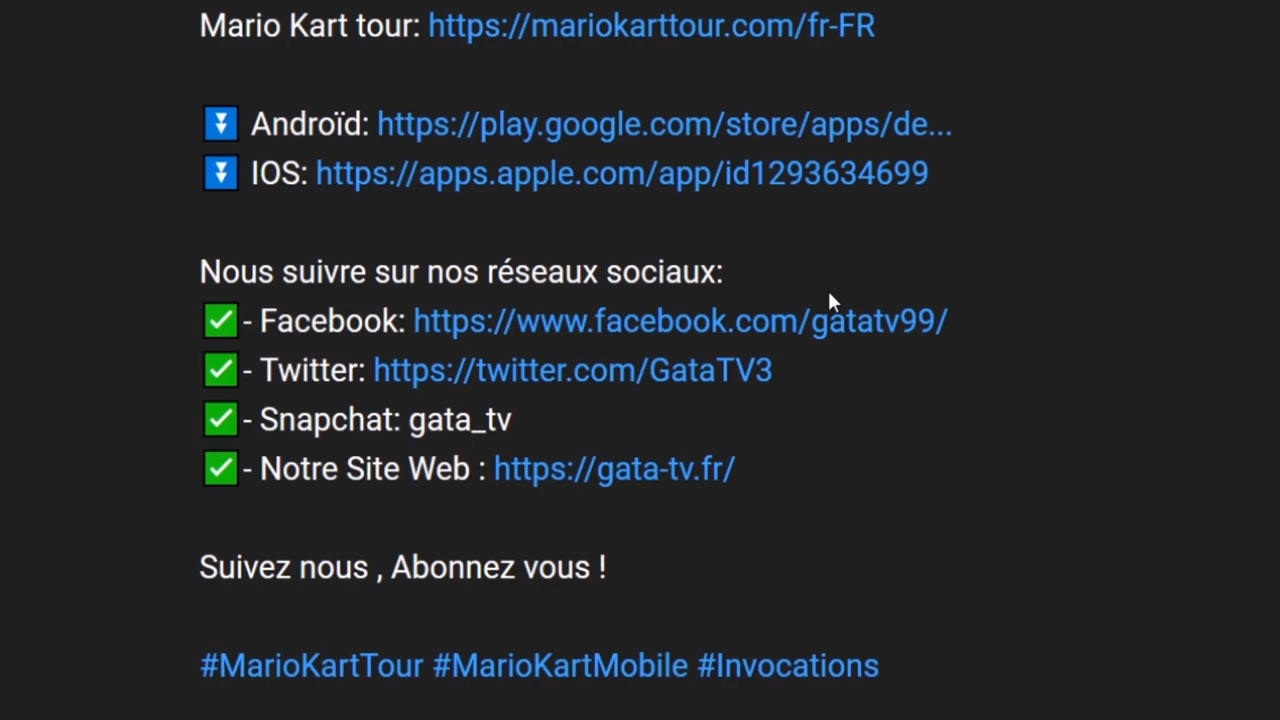 Mario Kart tour: https://mariokarttour.com/fr-FR
⏬ Androïd: https://play.google.com/store/apps/de...
⏬ IOS: https://apps.apple.com/app/id1293634699
Nous suivre sur nos réseaux sociaux:
✅- Facebook: https://www.facebook.com/gatatv99/
✅- Twitter: https://twitter.com/GataTV3
✅- Snapchat: gata_tv
✅- Notre Site Web : https://gata-tv.fr/
Suivez nous , Abonnez vous !
#MarioKartTour #MarioKartMobile #Invocations